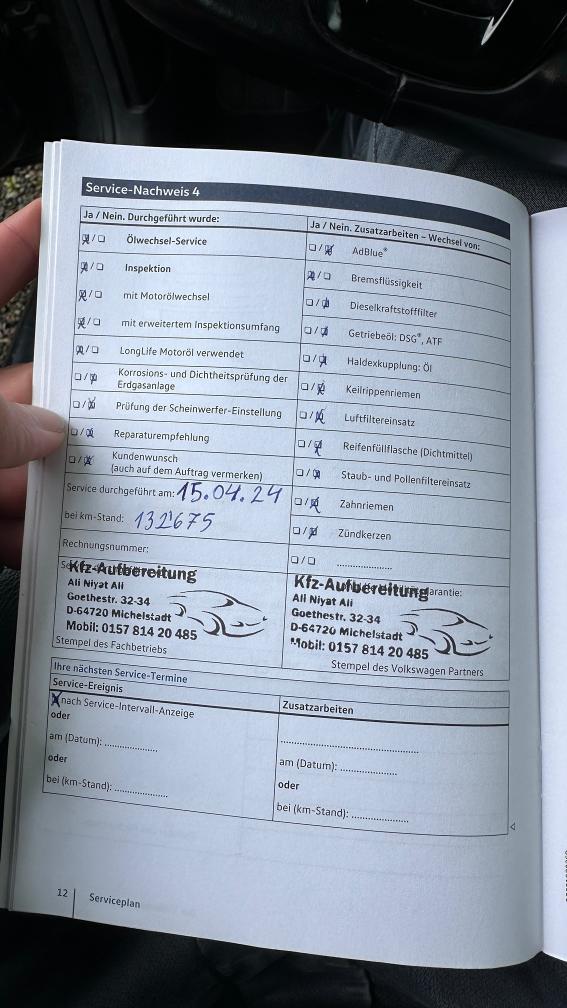 Service-Nachweis 4
Ja / Nein. Durchgeführt wurde:
Ölwechsel-Service
Inspektion
mit Motorölwechsel
mit erweitertem Inspektionsumfang
LongLife Motoröl verwendet
Korrosions- und Dichtheitsprüfung der
Erdgasanlage
Prüfung der Scheinwerfer-Einstellung
Reparaturempfehlung
Kundenwunsch
(auch auf dem Auftrag vermerken)
Service durchgeführt am: 15.04.24
bei km-Stand: 132'675
Rechnungsnummer:
Ja / Nein. Zusatzarbeiten – Wechsel von:
AdBlue®
Bremsflüssigkeit
Dieselkraftstofffilter
Getriebeöl: DSG®, ATF
Haldexkupplung: Öl
Keilrippenriemen
Luftfiltereinsatz
Reifenfüllflasche (Dichtmittel)
Staub- und Pollenfiltereinsatz
Zahnriemen
Zündkerzen
....................
Kfz-Aufbereitung
Ali Niyat Ali
Goethestr. 32-34
D-64720 Michelstadt
Mobil: 0157 814 20 485
Stempel des Fachbetriebs
Kfz-Aufbereitung
Ali Niyat Ali
Goethestr. 32-34
D-64720 Michelstadt
Mobil: 0157 814 20 485
Stempel des Volkswagen Partners
Ihre nächsten Service-Termine
Service-Ereignis
nach Service-Intervall-Anzeige
oder
am (Datum): ....................
oder
bei (km-Stand): ....................
Zusatzarbeiten
..................................................
am (Datum): ....................
oder
bei (km-Stand): ....................
12 Serviceplan